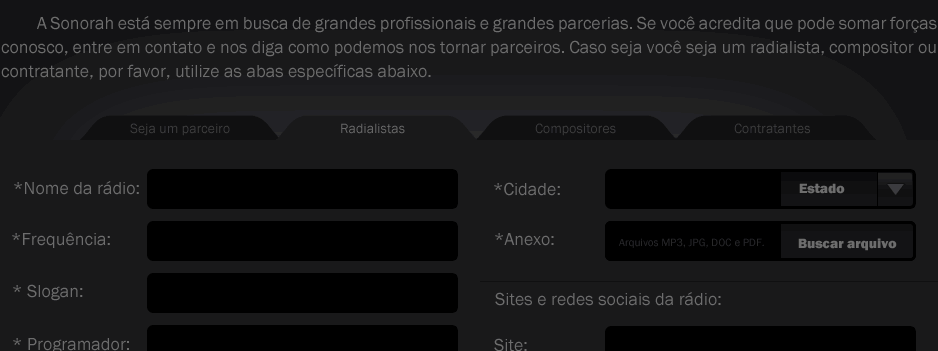 A Sonorah está sempre em busca de grandes profissionais e grandes parcerias. Se você acredita que pode somar forças
conosco, entre em contato e nos diga como podemos nos tornar parceiros. Caso seja você seja um radialista, compositor ou
contratante, por favor, utilize as abas específicas abaixo.
Seja um parceiro Radialistas Compositores Contratantes
*Nome da rádio: *Cidade: Estado
*Frequência: *Anexo: Arquivos MP3, JPG, DOC e PDF. Buscar arquivo
* Slogan:
Sites e redes sociais da rádio:
* Programador: Site: